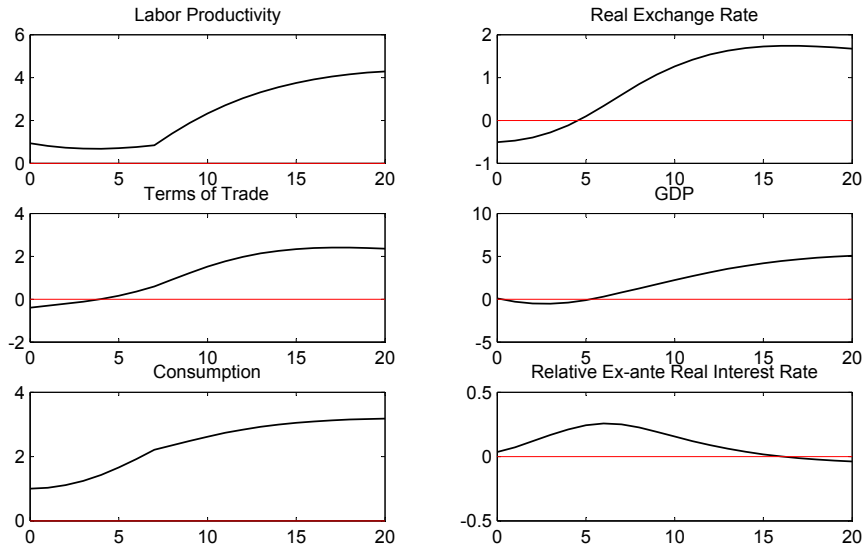 Labor Productivity
6
4
2
0
0 5 10 15 20
Real Exchange Rate
2
1
0
-1
0 5 10 15 20
Terms of Trade
4
2
0
-2
0 5 10 15 20
GDP
10
5
0
-5
0 5 10 15 20
Consumption
4
2
0
0 5 10 15 20
Relative Ex-ante Real Interest Rate
0.5
0
-0.5
0 5 10 15 20